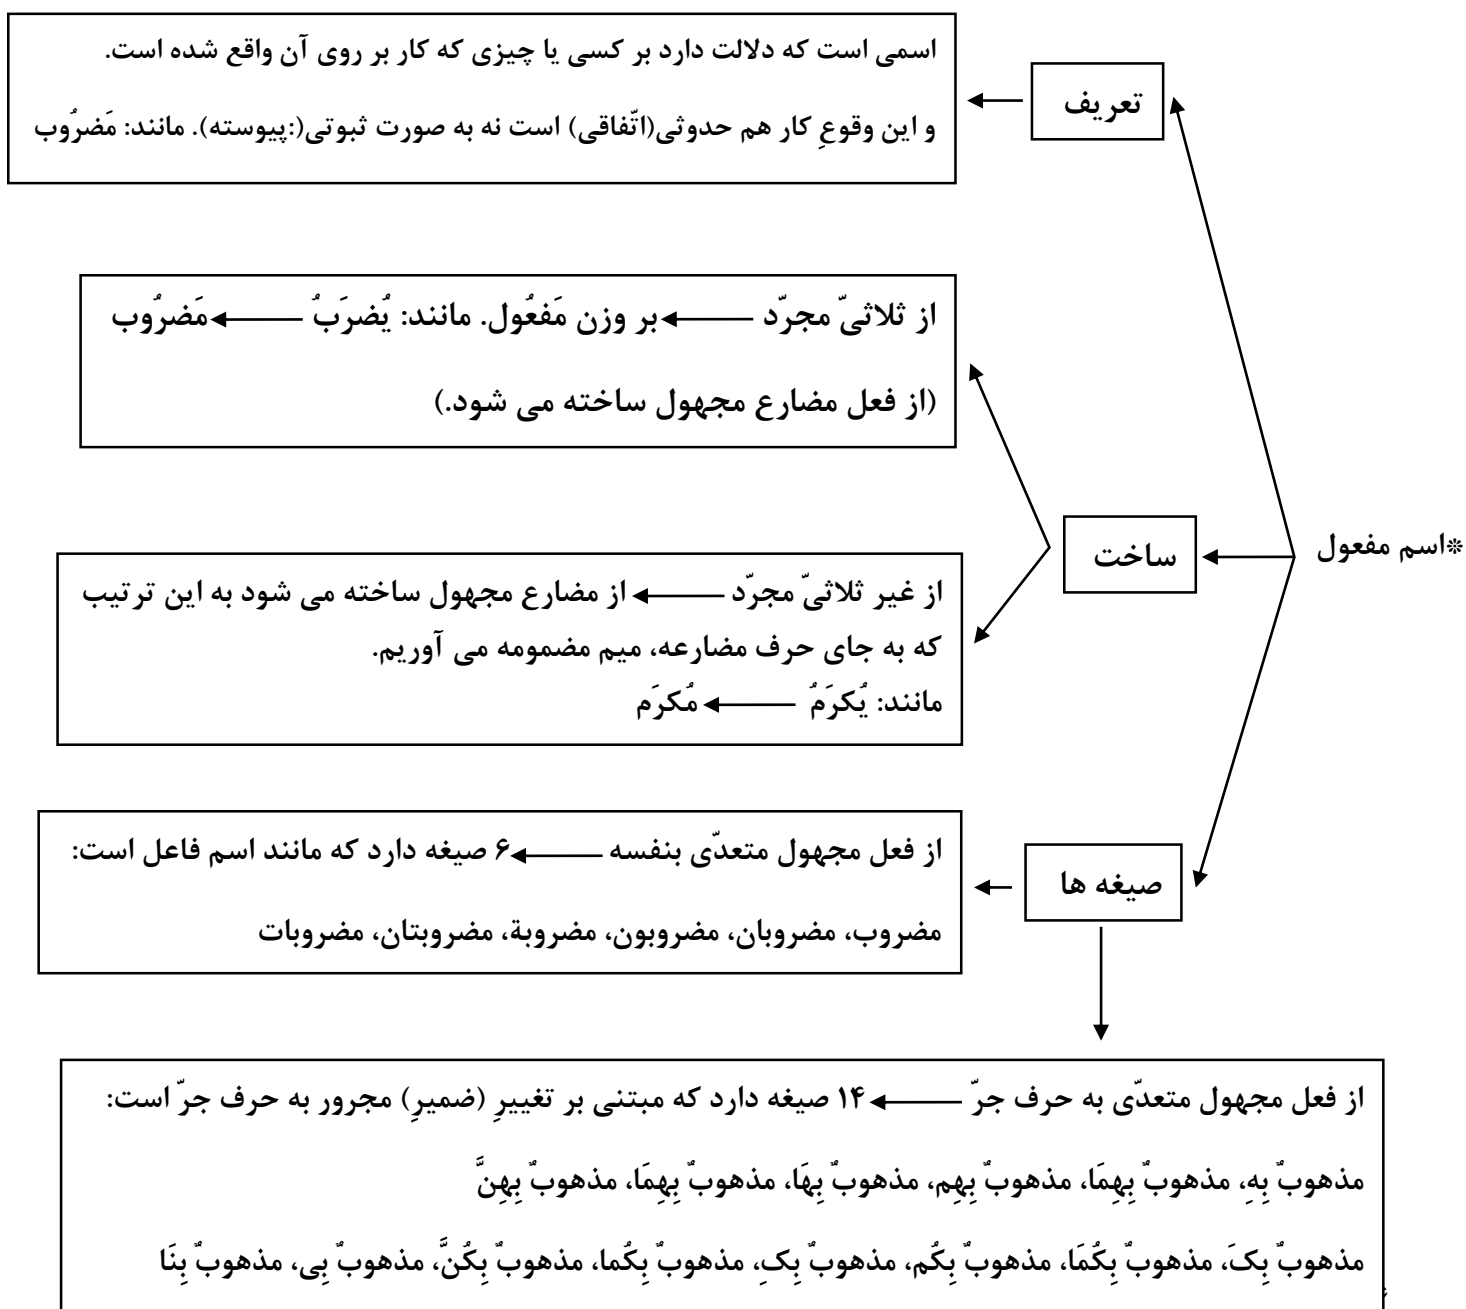 اسمی است که دلالت دارد بر کسی یا چیزی که کار بر روی آن واقع شده است.
تعریف
و این وقوعِ کار هم حدوثی(اتّفاقی) است نه به صورت ثبوتی(:پیوسته). مانند: مَضرُوب
از ثلاثیّ مجرّد ← بر وزن مَفعُول. مانند: یُضرَبُ ← مَضرُوب
(از فعل مضارع مجهول ساخته می شود.)
*اسم مفعول
ساخت
از غیر ثلاثیّ مجرّد ← از مضارع مجهول ساخته می شود به این ترتیب
که به جای حرف مضارعه، میم مضمومه می آوریم.
مانند: یُکرَمُ ← مُکرَم
صیغه ها
از فعل مجهول متعدّی بنفسه ← ۶ صیغه دارد که مانند اسم فاعل است:
مضروب، مضروبان، مضروبون، مضروبة، مضروبتان، مضروبات
از فعل مجهول متعدّی به حرف جرّ ← ۱۴ صیغه دارد که مبتنی بر تغییرِ (ضمیرِ) مجرور به حرف جرّ است:
مذهوبٌ بِهِ، مذهوبٌ بِهِمَا، مذهوبٌ بِهِم، مذهوبٌ بِهَا، مذهوبٌ بِهِمَا، مذهوبٌ بِهِنَّ
مذهوبٌ بِکَ، مذهوبٌ بِکُمَا، مذهوبٌ بِکُم، مذهوبٌ بِکِ، مذهوبٌ بِکُما، مذهوبٌ بِکُنَّ، مذهوبٌ بِی، مذهوبٌ بِنَا